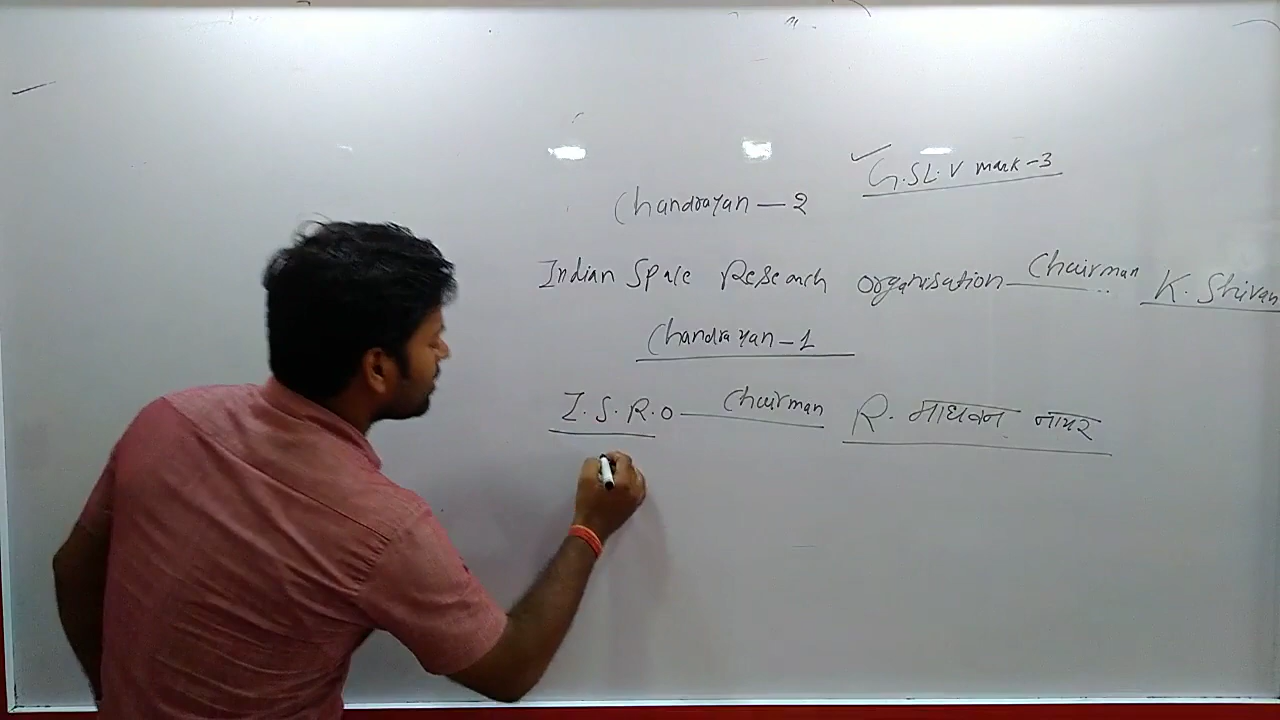 G.SL.V mark-3
Chandrayan - 2
Indian Space Research Organisation Chairman K. Shivan
Chandrayan - 1
I.S.R.O Chairman R. माधवन नायर